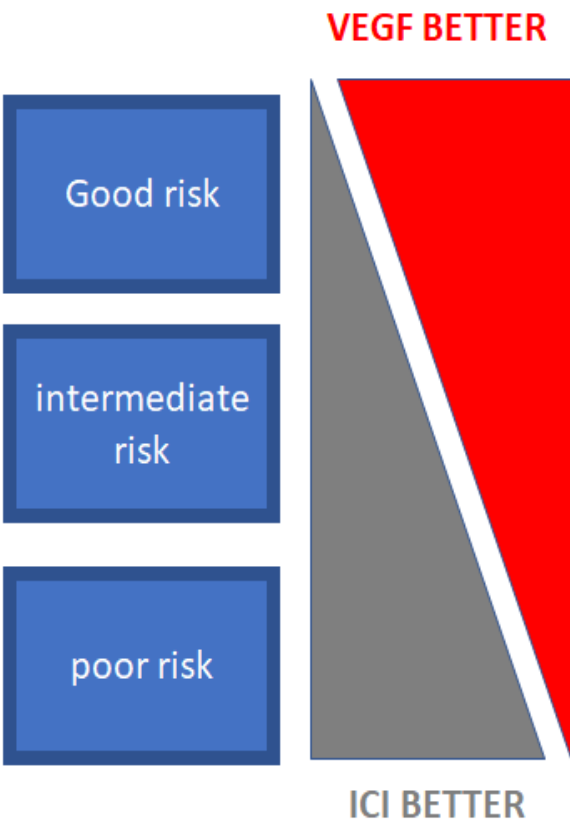 VEGF BETTER
Good risk
intermediate
risk
poor risk
ICI BETTER